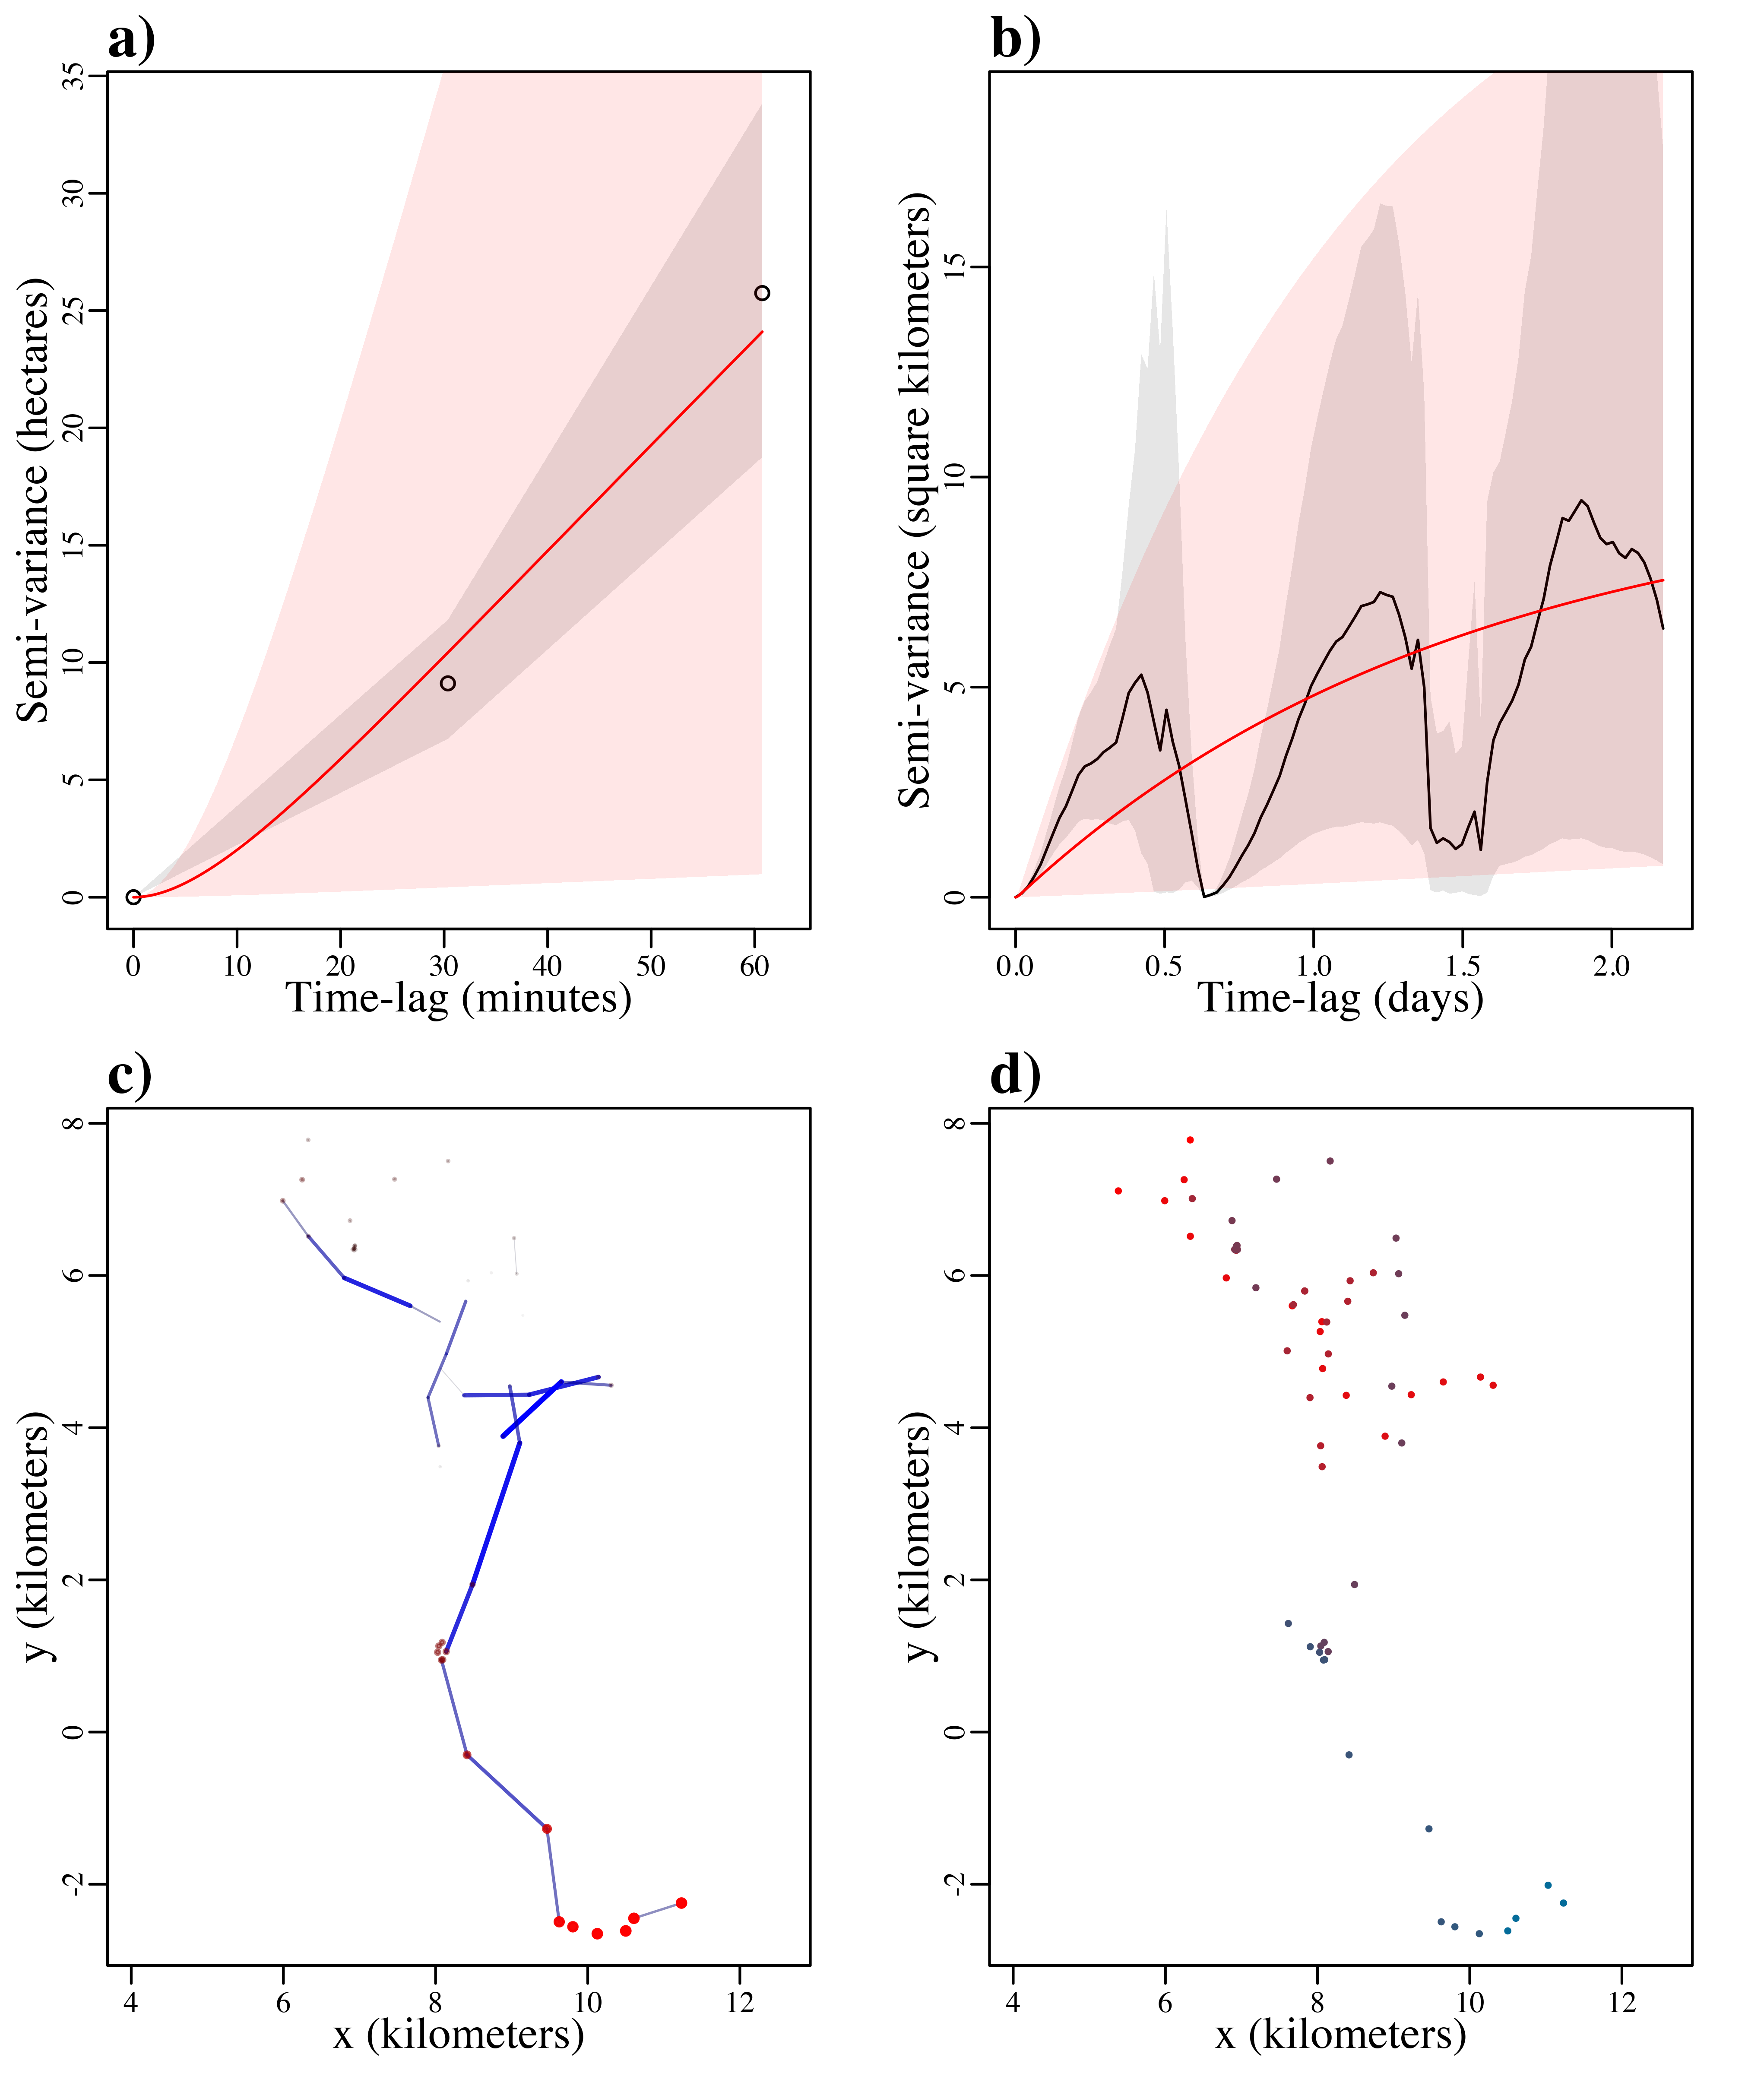 a)
Semi-variance (hectares)
35
30
25
20
15
10
5
0
0 10 20 30 40 50 60
Time-lag (minutes)
b)
Semi-variance (square kilometers)
15
10
5
0
0.0 0.5 1.0 1.5 2.0
Time-lag (days)
c)
y (kilometers)
8
6
4
2
0
-2
4 6 8 10 12
x (kilometers)
d)
y (kilometers)
8
6
4
2
0
-2
4 6 8 10 12
x (kilometers)